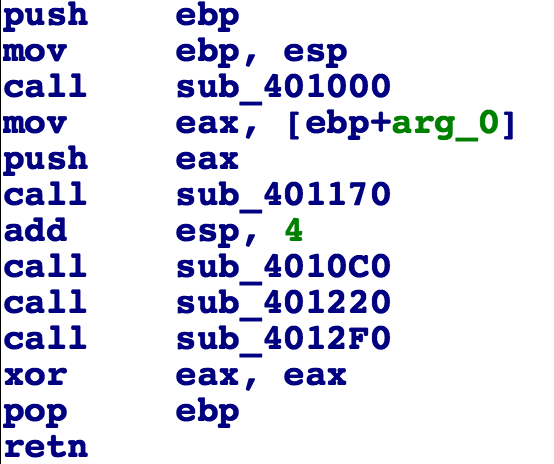 push ebp
mov ebp, esp
call sub_401000
mov eax, [ebp+arg_0]
push eax
call sub_401170
add esp, 4
call sub_4010C0
call sub_401220
call sub_4012F0
xor eax, eax
pop ebp
retn